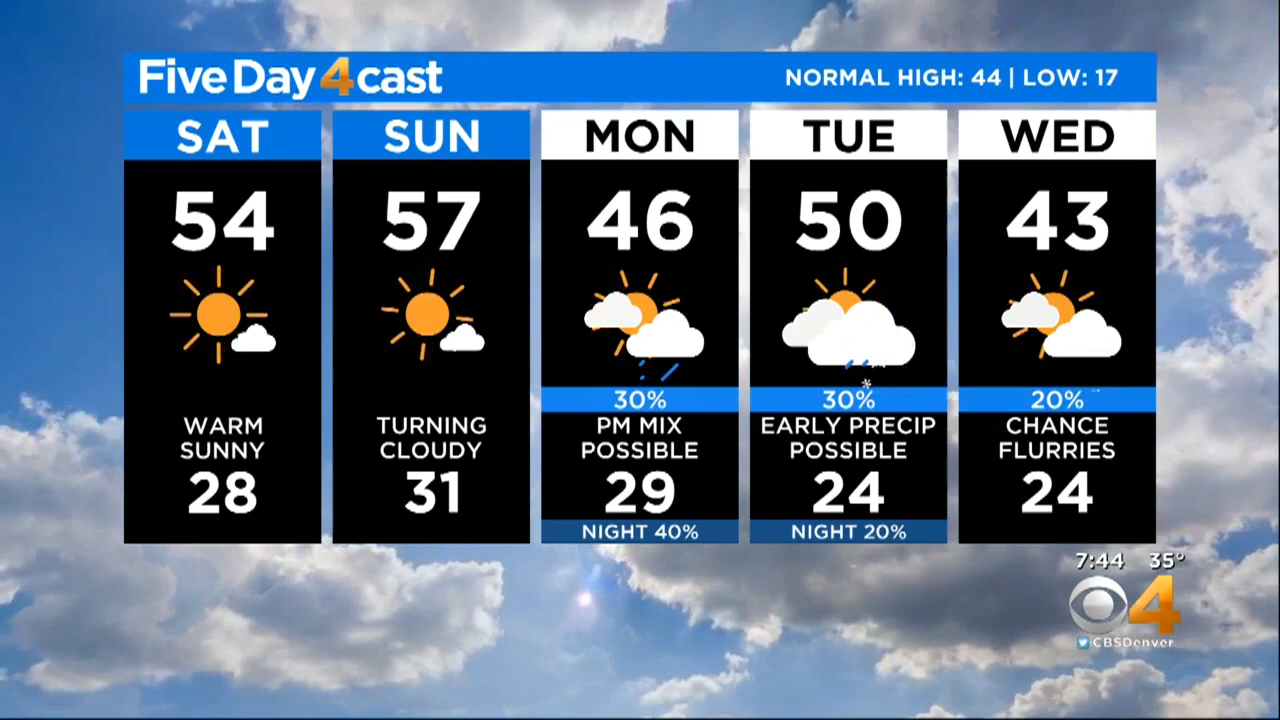 Five Day 4cast
NORMAL HIGH: 44 | LOW: 17
SAT
54
WARM
SUNNY
28
SUN
57
TURNING
CLOUDY
31
MON
46
30%
PM MIX
POSSIBLE
29
NIGHT 40%
TUE
50
30%
EARLY PRECIP
POSSIBLE
24
NIGHT 20%
WED
43
20%
CHANCE
FLURRIES
24
7:44 35°
4
CBSDenver